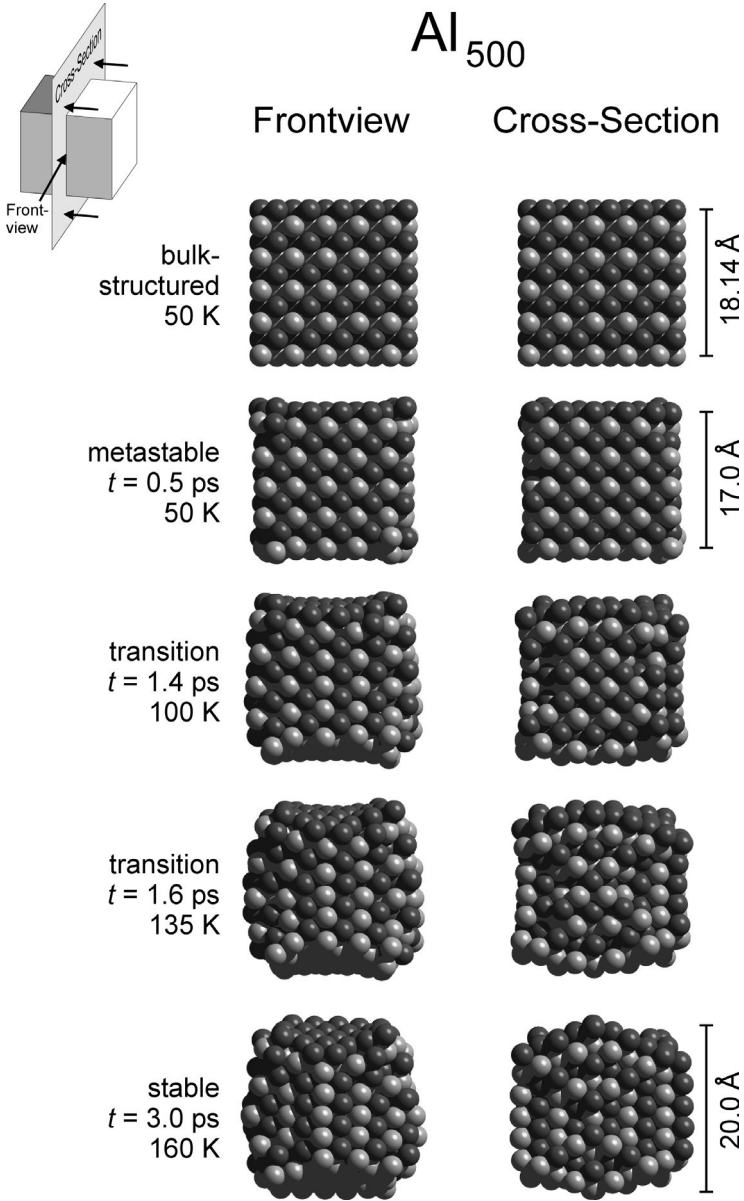 Al500
Cross-Section
Front-
view
Frontview
Cross-Section
bulk-
structured
50 K
18.14 Å
metastable
t = 0.5 ps
50 K
17.0 Å
transition
t = 1.4 ps
100 K
transition
t = 1.6 ps
135 K
stable
t = 3.0 ps
160 K
20.0 Å